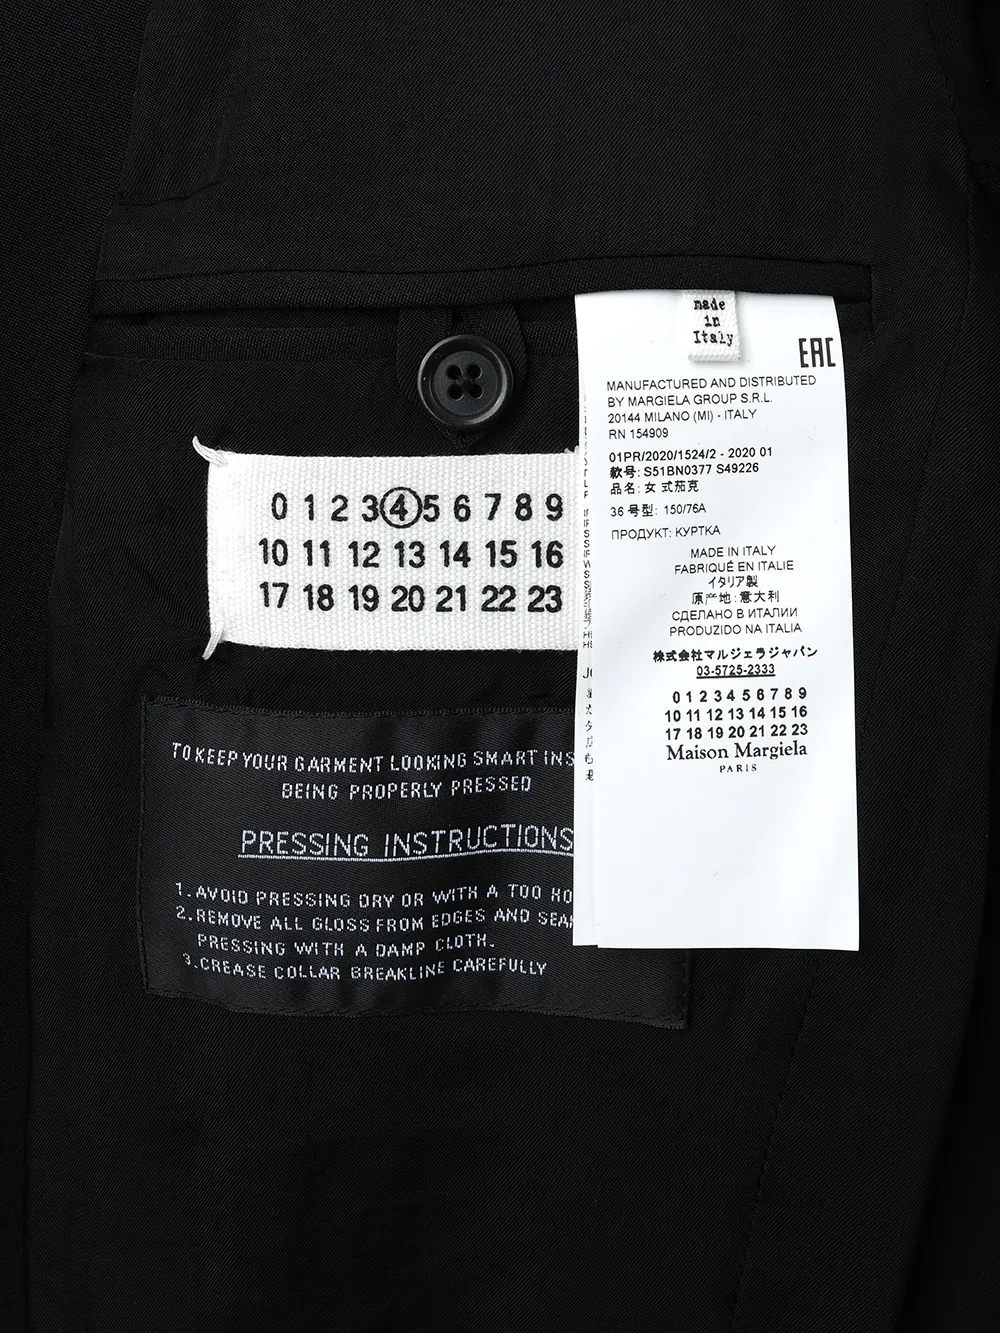 made
in
Italy
EAC
MANUFACTURED AND DISTRIBUTED
BY MARGIELA GROUP S.R.L.
20144 MILANO (MI) - ITALY
RN 154909
01PR/2020/1524/2 - 2020 01
款号: S51BN0377 S49226
品名: 女 式茄克
36 号型: 150/76A
ПРОДУКТ: КУРТКА
MADE IN ITALY
FABRIQUÉ EN ITALIE
イタリア製
原产地: 意大利
СДЕЛАНО В ИТАЛИИ
PRODUZIDO NA ITALIA
株式会社マルジェラジャパン
03-5725-2333
0 1 2 3 4 5 6 7 8 9
10 11 12 13 14 15 16
17 18 19 20 21 22 23
Maison Margiela
PARIS
0 1 2 3 4 5 6 7 8 9
10 11 12 13 14 15 16
17 18 19 20 21 22 23
TO KEEP YOUR GARMENT LOOKING SMART INS
BEING PROPERLY PRESSED
PRESSING INSTRUCTIONS
1. AVOID PRESSING DRY OR WITH A TOO HO
2. REMOVE ALL GLOSS FROM EDGES AND SEA
PRESSING WITH A DAMP CLOTH.
3. CREASE COLLAR BREAKLINE CAREFULLY